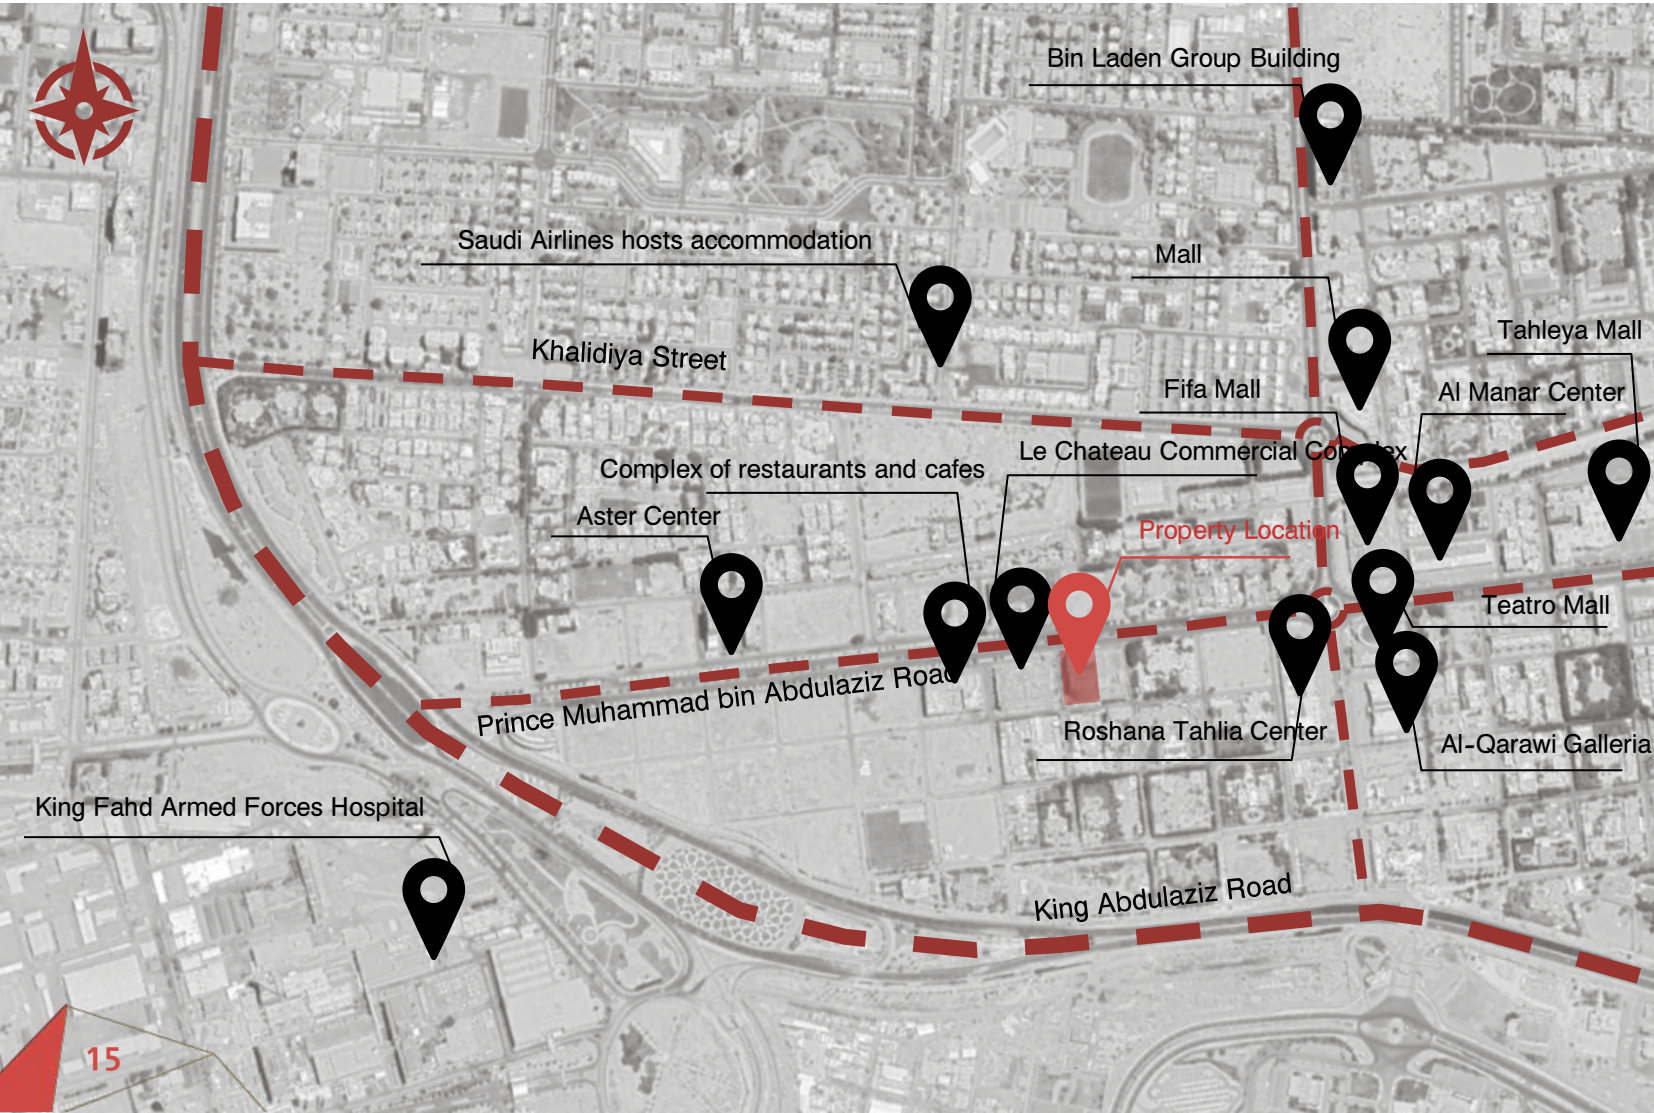 Bin Laden Group Building
Saudi Airlines hosts accommodation
Mall
Tahleya Mall
Khalidiya Street
Fifa Mall
Al Manar Center
Le Chateau Commercial Complex
Complex of restaurants and cafes
Aster Center
Property Location
Teatro Mall
Prince Muhammad bin Abdulaziz Road
Roshana Tahlia Center
Al-Qarawi Galleria
King Fahd Armed Forces Hospital
King Abdulaziz Road
15